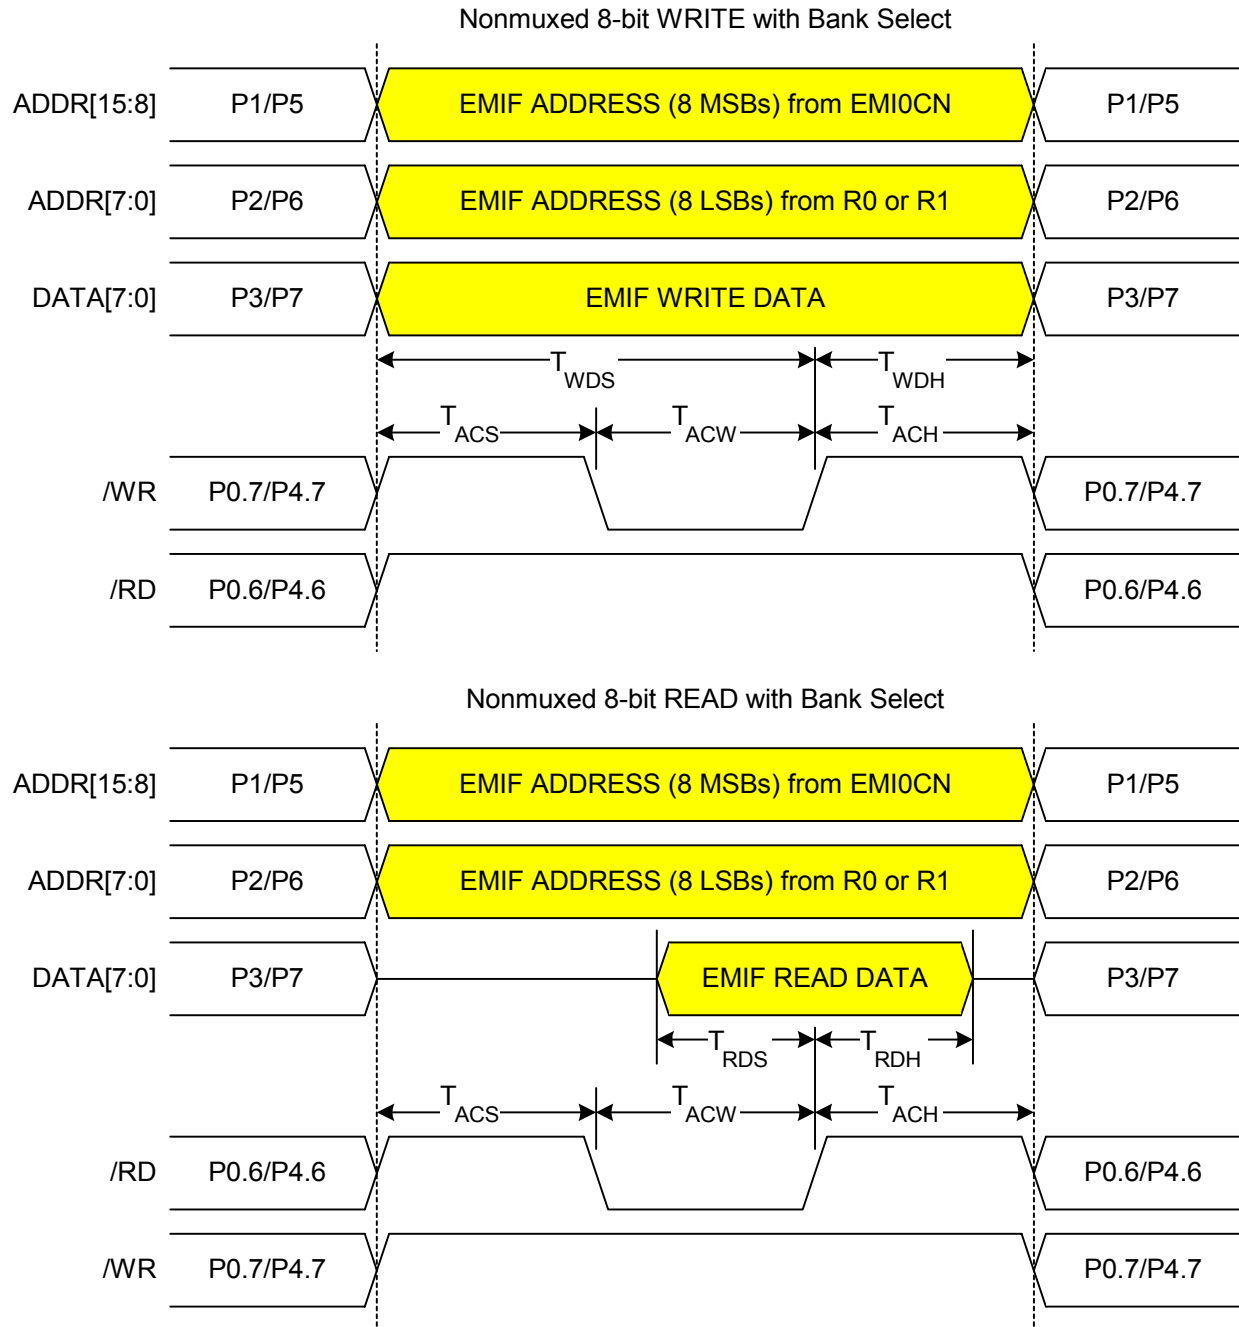 Nonmuxed 8-bit WRITE with Bank Select
ADDR[15:8] P1/P5 EMIF ADDRESS (8 MSBs) from EMI0CN P1/P5
ADDR[7:0] P2/P6 EMIF ADDRESS (8 LSBs) from R0 or R1 P2/P6
DATA[7:0] P3/P7 EMIF WRITE DATA P3/P7
TWDS TWDH
TACS TACW TACH
/WR P0.7/P4.7 P0.7/P4.7
/RD P0.6/P4.6 P0.6/P4.6
Nonmuxed 8-bit READ with Bank Select
ADDR[15:8] P1/P5 EMIF ADDRESS (8 MSBs) from EMI0CN P1/P5
ADDR[7:0] P2/P6 EMIF ADDRESS (8 LSBs) from R0 or R1 P2/P6
DATA[7:0] P3/P7 EMIF READ DATA P3/P7
TRDS TRDH
TACS TACW TACH
/RD P0.6/P4.6 P0.6/P4.6
/WR P0.7/P4.7 P0.7/P4.7